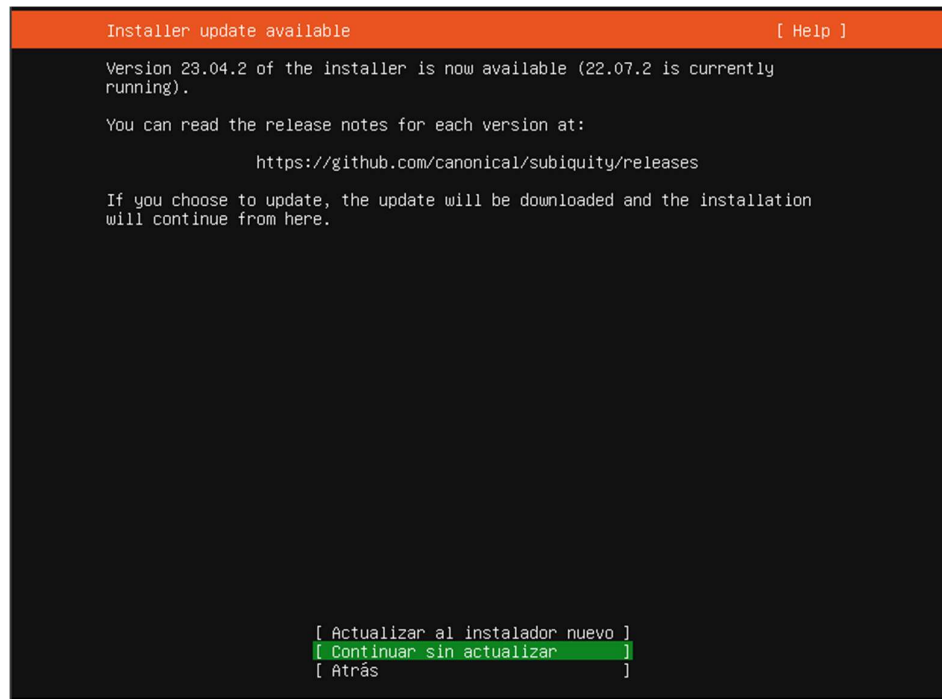 Installer update available [ Help ]
Version 23.04.2 of the installer is now available (22.07.2 is currently
running).
You can read the release notes for each version at:
https://github.com/canonical/subiquity/releases
If you choose to update, the update will be downloaded and the installation
will continue from here.
[ Actualizar al instalador nuevo ]
[ Continuar sin actualizar ]
[ Atrás ]